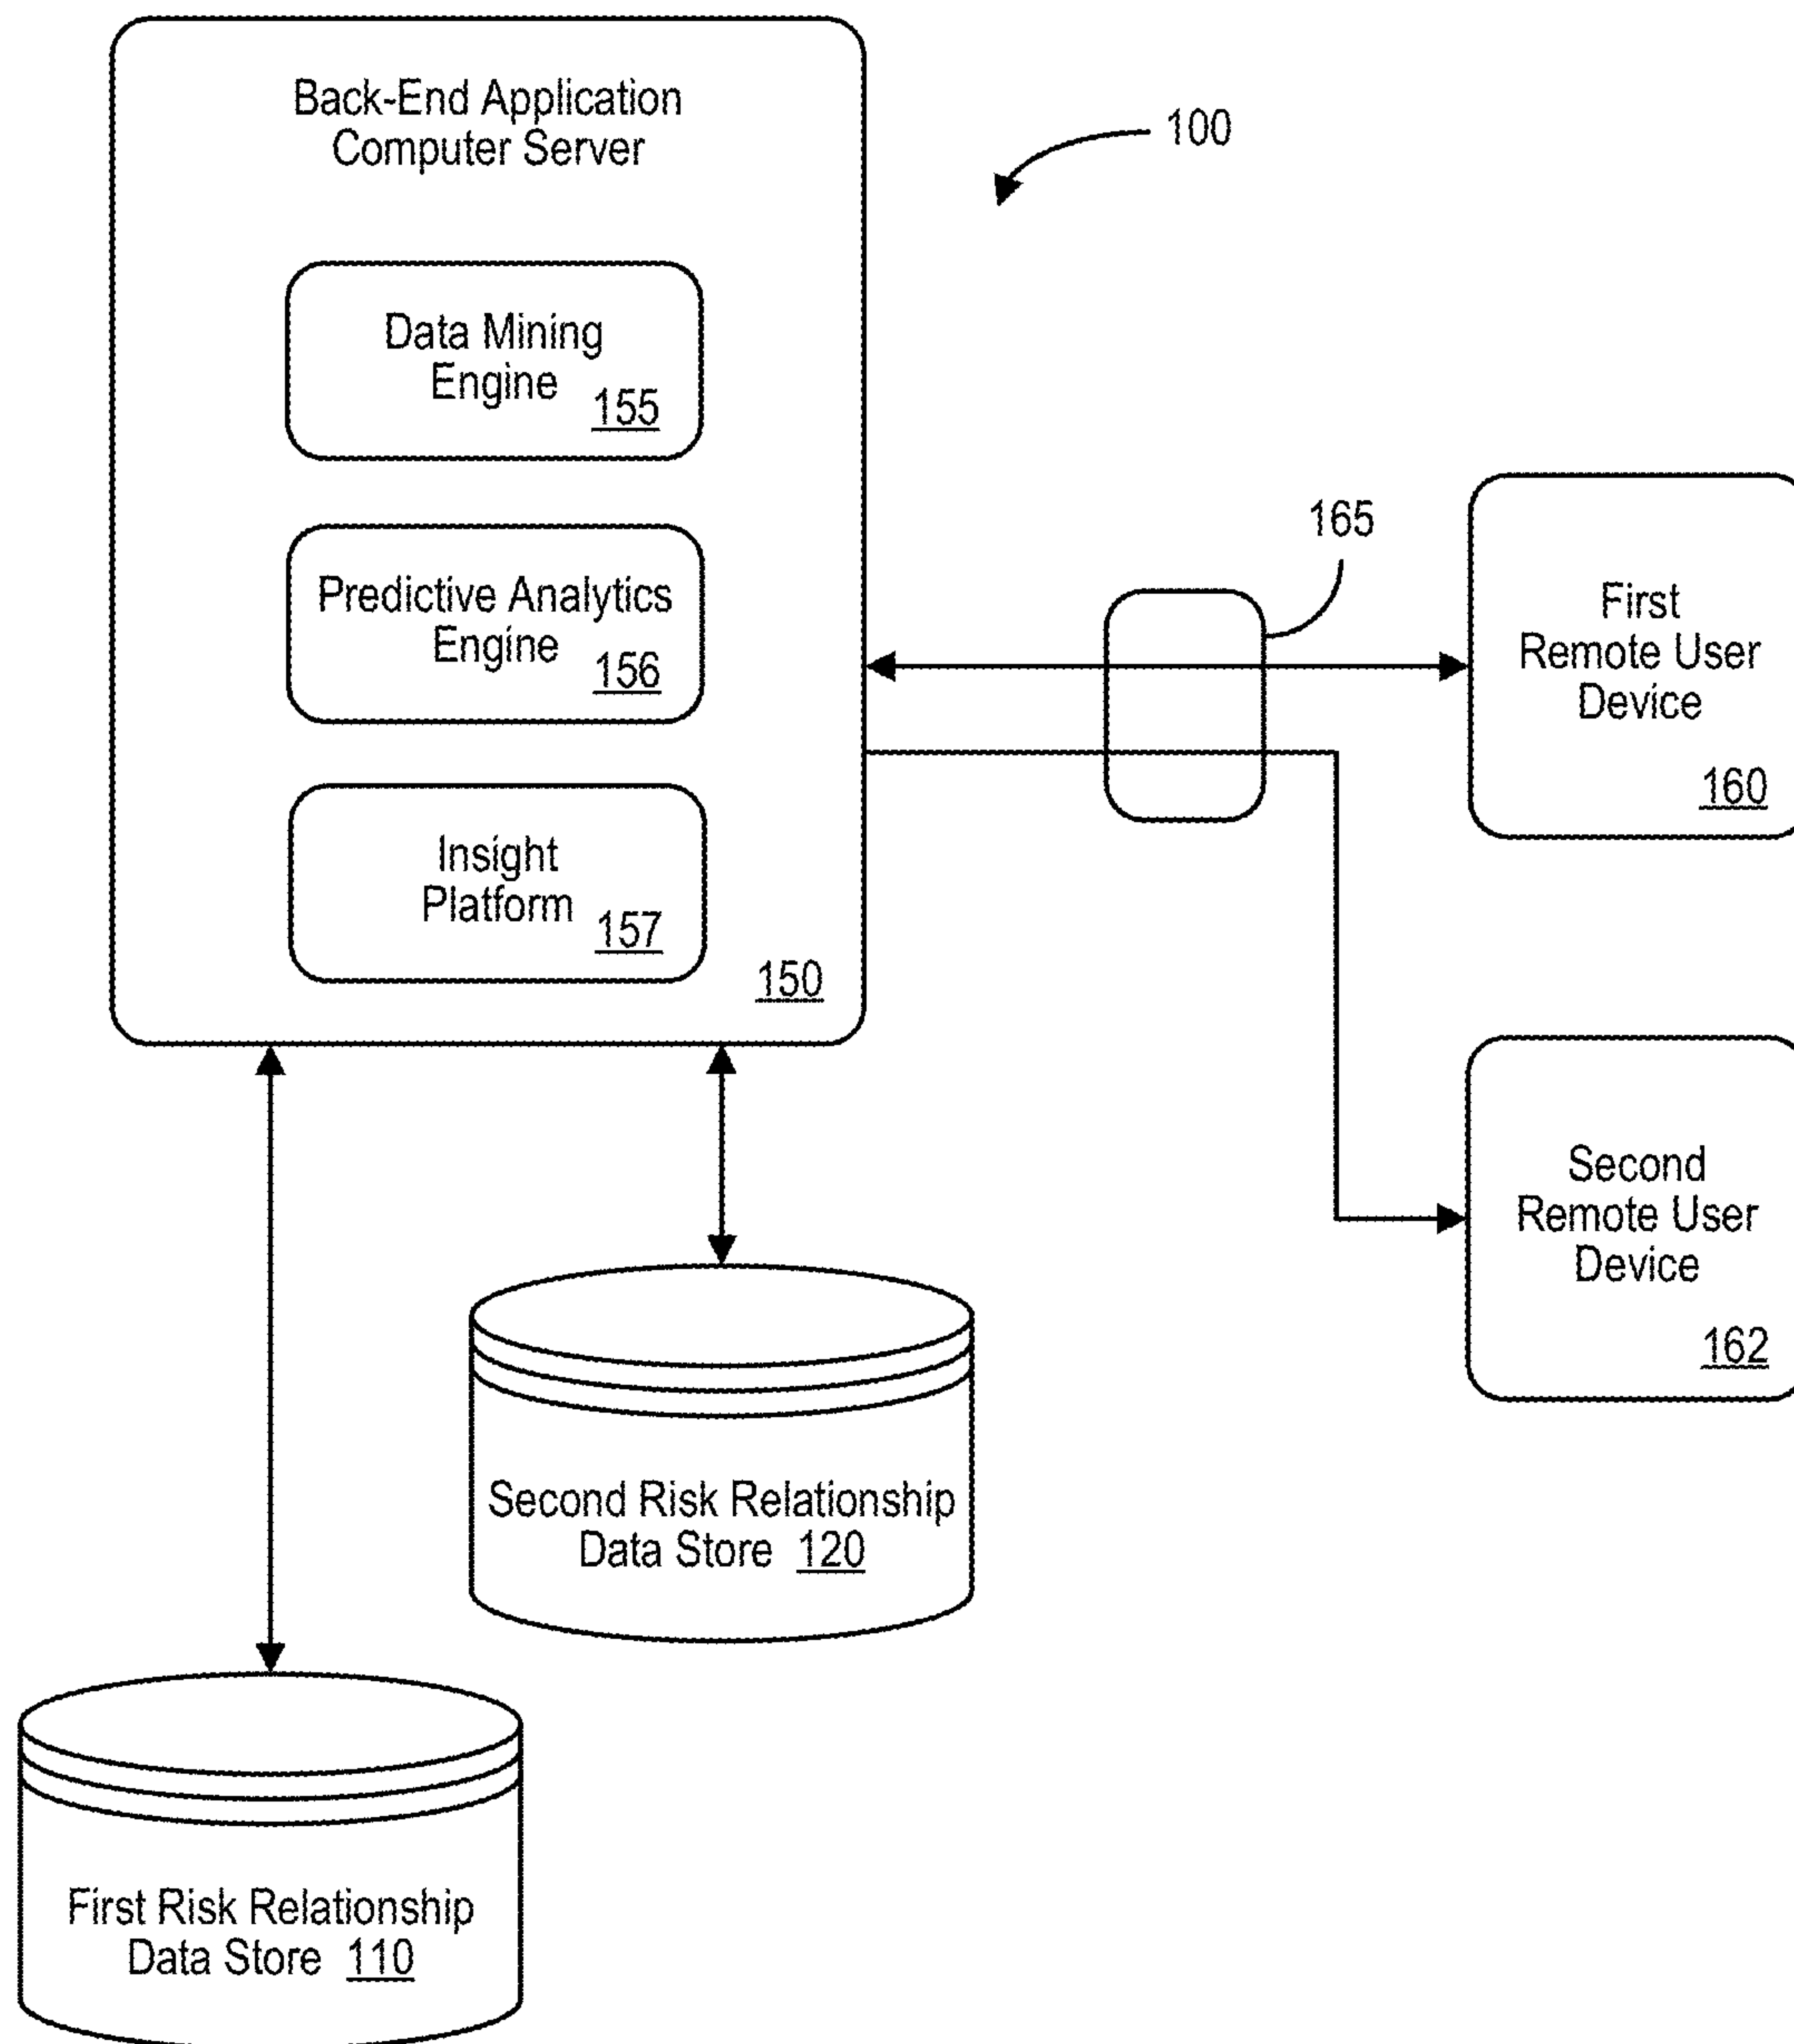 Back-End Application
Computer Server
100
Data Mining
Engine 155
Predictive Analytics
Engine 156
Insight
Platform 157
150
165
First
Remote User
Device
160
Second
Remote User
Device
162
Second Risk Relationship
Data Store 120
First Risk Relationship
Data Store 110